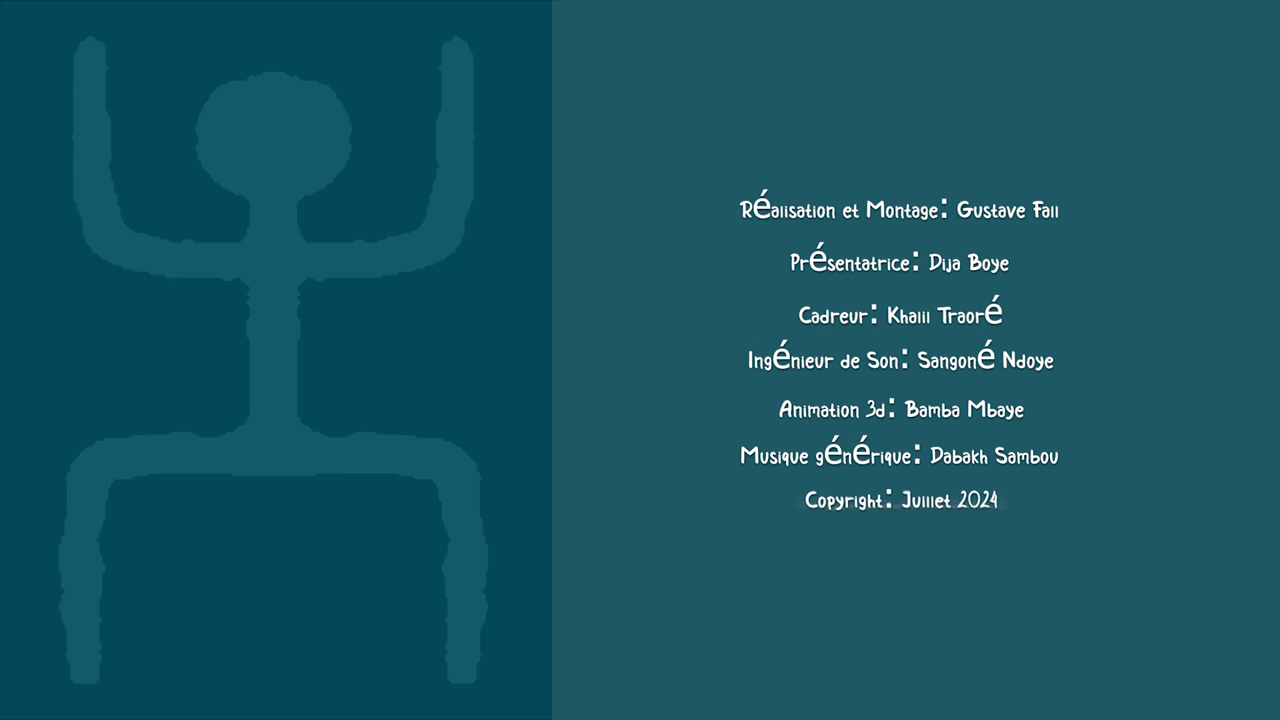 Réalisation et Montage: Gustave Fall
Présentatrice: Dija Boye
Cadreur: Khalil Traoré
Ingénieur de Son: Sangoné Ndoye
Animation 3d: Bamba Mbaye
Musique générique: Dabakh Sambou
Copyright: Juillet 2024